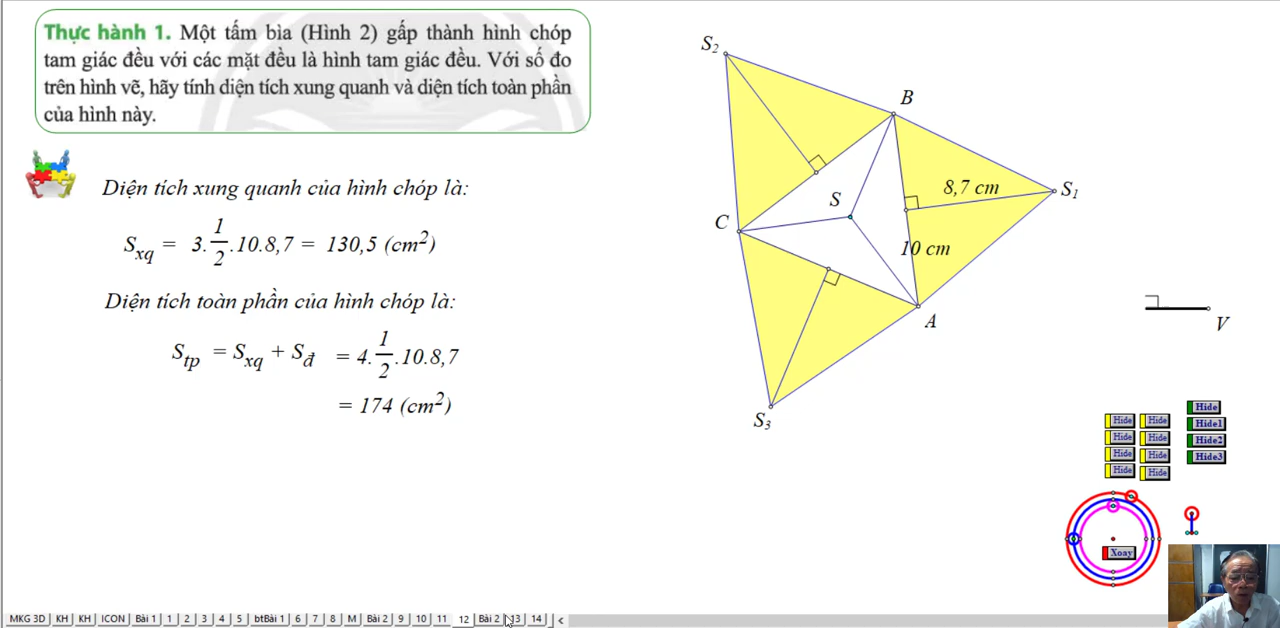 Thực hành 1. Một tấm bìa (Hình 2) gấp thành hình chóp
tam giác đều với các mặt đều là hình tam giác đều. Với số đo
trên hình vẽ, hãy tính diện tích xung quanh và diện tích toàn phần
của hình này.
Diện tích xung quanh của hình chóp là:
S_xq = 3.1/2.10.8,7 = 130,5 (cm²)
Diện tích toàn phần của hình chóp là:
S_tp = S_xq + S_đ = 4.1/2.10.8,7
= 174 (cm²)
S₂
B
8,7 cm
S₁
S
C
10 cm
A
V
S₃
Hide Hide Hide
Hide Hide Hide1
Hide Hide Hide2
Hide Hide Hide3
Xoay
MKG 3D KH KH ICON Bài 1 1 2 3 4 5 btBài 1 6 7 8 M Bài 2 9 10 11 12 Bài 2 13 14 <